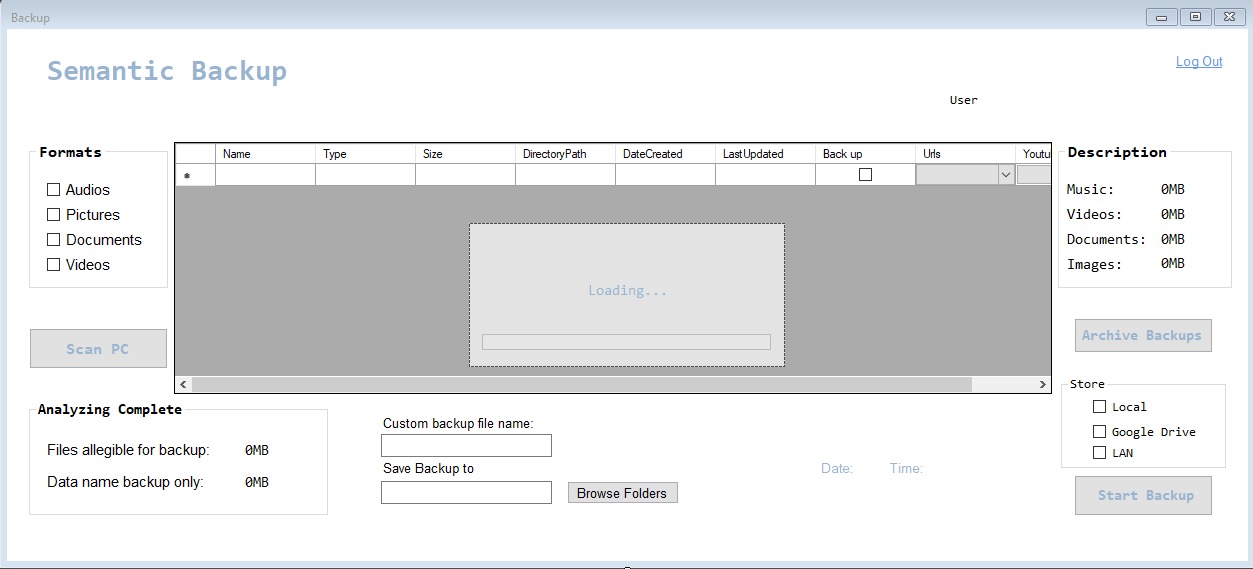 Backup
Semantic Backup
Log Out
User
Formats
Audios
Pictures
Documents
Videos
Scan PC
Name Type Size DirectoryPath DateCreated LastUpdated Back up Urls Youtu
Loading...
Description
Music: 0MB
Videos: 0MB
Documents: 0MB
Images: 0MB
Archive Backups
Analyzing Complete
Files allegible for backup: 0MB
Data name backup only: 0MB
Custom backup file name:
Save Backup to
Browse Folders
Date: Time:
Store
Local
Google Drive
LAN
Start Backup